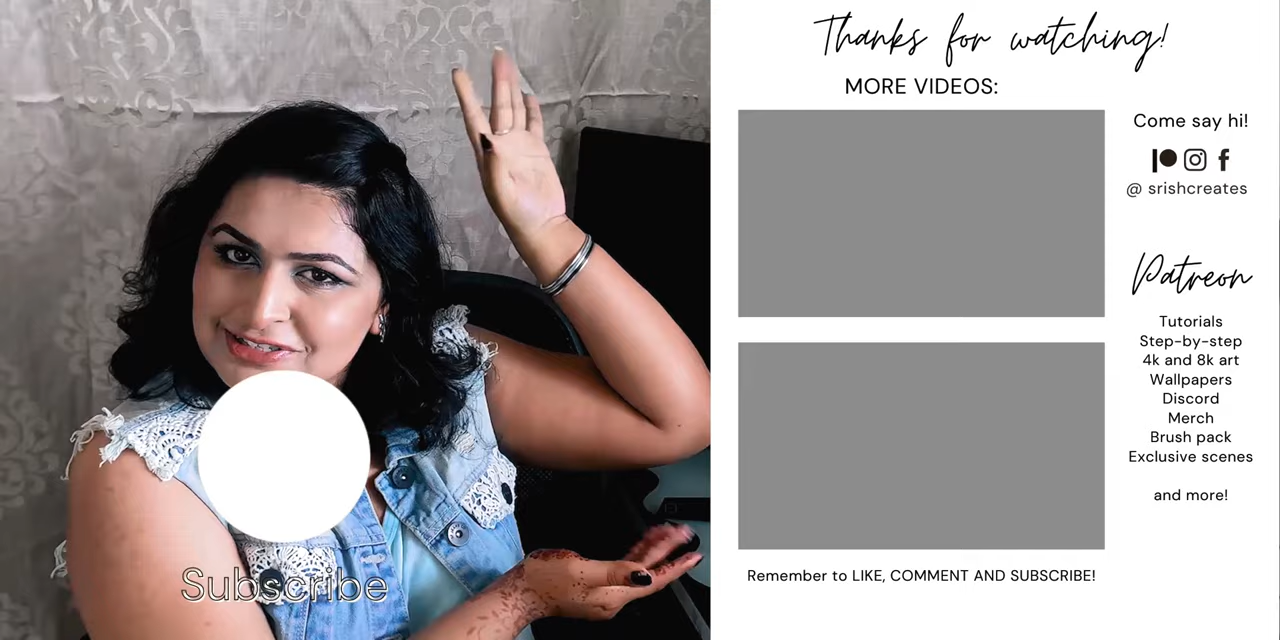 Thanks for watching!
MORE VIDEOS:
Come say hi!
@ srishcreates
Patreon
Tutorials
Step-by-step
4k and 8k art
Wallpapers
Discord
Merch
Brush pack
Exclusive scenes
and more!
Subscribe
Remember to LIKE, COMMENT AND SUBSCRIBE!